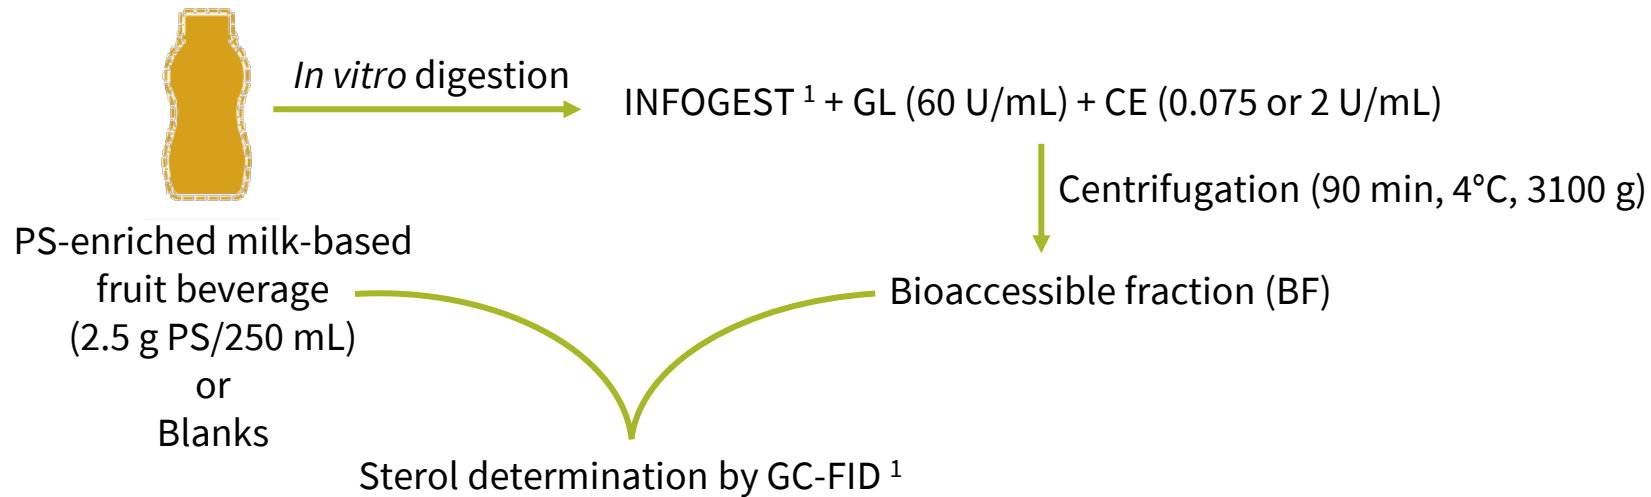 In vitro digestion
INFOGEST ¹ + GL (60 U/mL) + CE (0.075 or 2 U/mL)
Centrifugation (90 min, 4°C, 3100 g)
PS-enriched milk-based
fruit beverage
(2.5 g PS/250 mL)
or
Blanks
Bioaccessible fraction (BF)
Sterol determination by GC-FID ¹